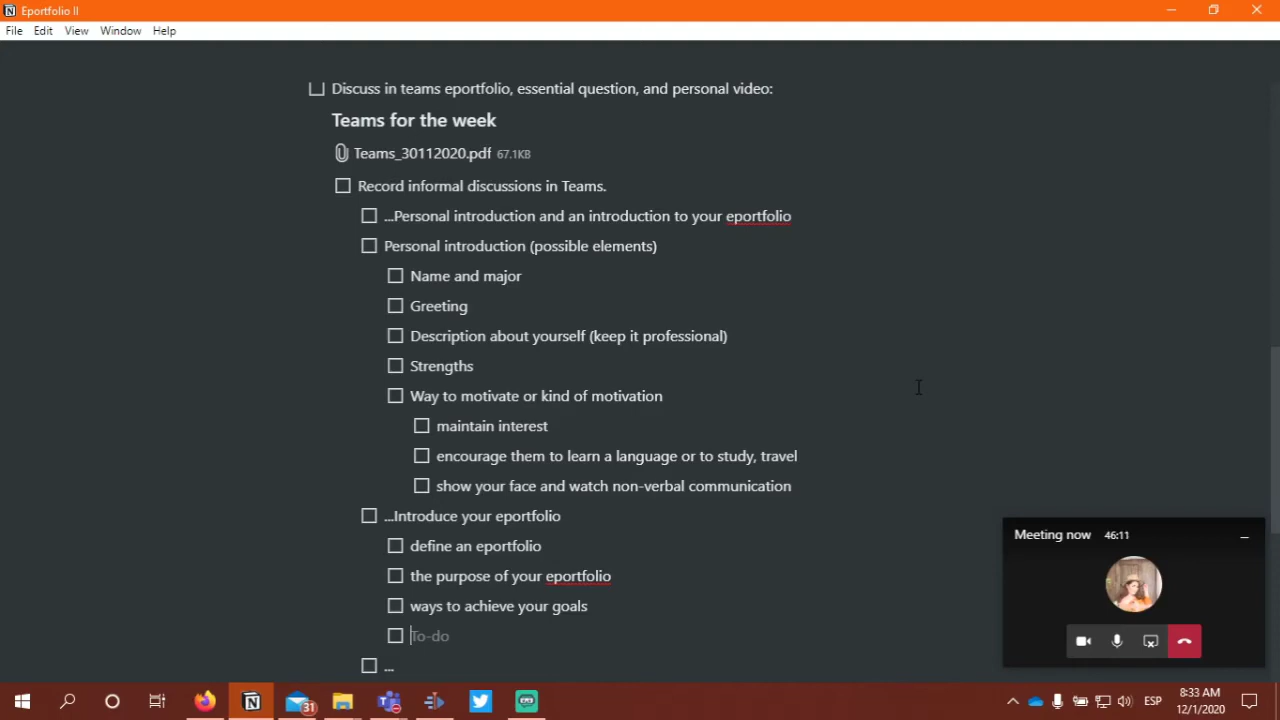 Eportfolio II
File Edit View Window Help
Discuss in teams eportfolio, essential question, and personal video:
Teams for the week
Teams_30112020.pdf 67.1KB
Record informal discussions in Teams.
...Personal introduction and an introduction to your eportfolio
Personal introduction (possible elements)
Name and major
Greeting
Description about yourself (keep it professional)
Strengths
Way to motivate or kind of motivation
maintain interest
encourage them to learn a language or to study, travel
show your face and watch non-verbal communication
...Introduce your eportfolio
define an eportfolio
the purpose of your eportfolio
ways to achieve your goals
To-do
...
Meeting now 46:11
31
ESP
8:33 AM
12/1/2020